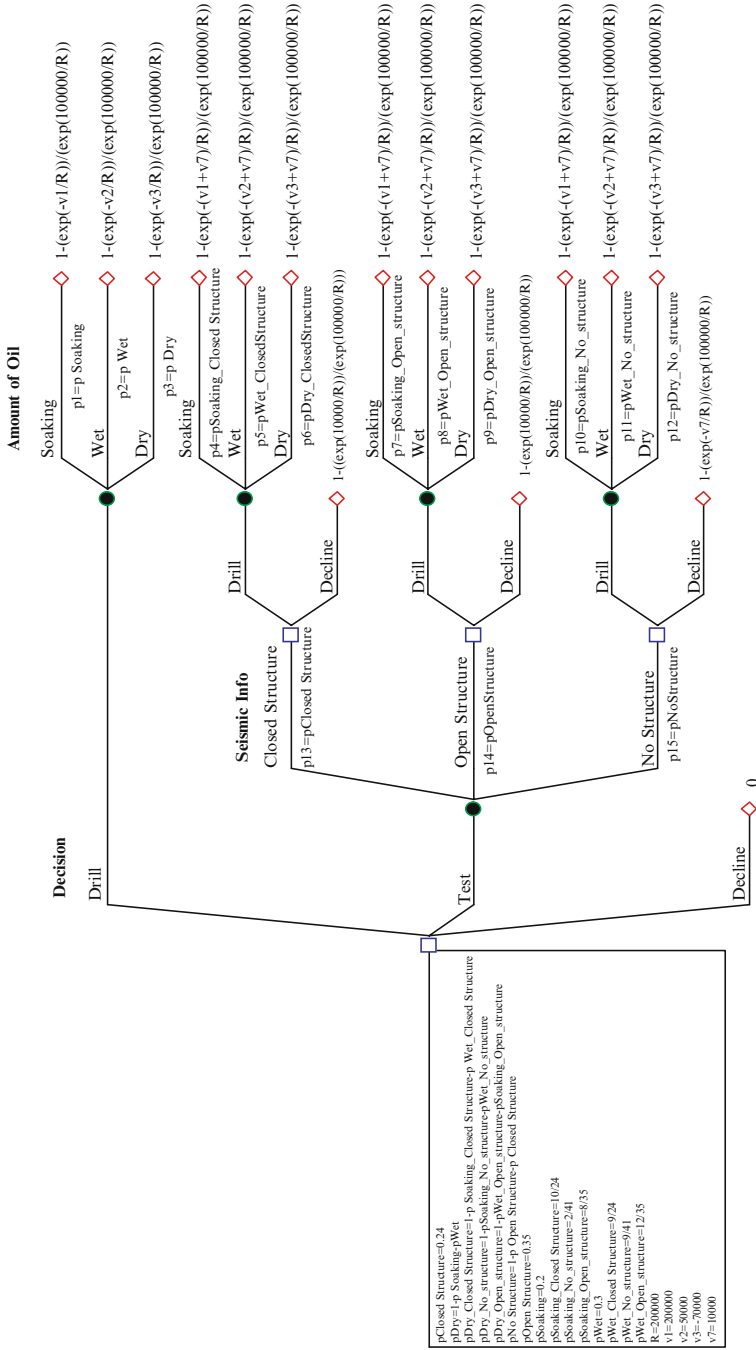 Amount of Oil
Decision
Seismic Info
Drill
Soaking
p1=p Soaking
1-(exp(-v1/R))/(exp(100000/R))
Wet
p2=p Wet
1-(exp(-v2/R))/(exp(100000/R))
Dry
p3=p Dry
1-(exp(-v3/R))/(exp(100000/R))
Test
Closed Structure
p13=pClosed Structure
Drill
Soaking
p4=pSoaking_Closed Structure
1-(exp(-(v1+v7)/R))/(exp(100000/R))
Wet
p5=pWet_ClosedStructure
1-(exp(-(v2+v7)/R))/(exp(100000/R))
Dry
p6=pDry_ClosedStructure
1-(exp(-(v3+v7)/R))/(exp(100000/R))
Decline
1-((exp(10000/R))/(exp(100000/R)))
Open Structure
p14=pOpenStructure
Drill
Soaking
p7=pSoaking_Open_structure
1-(exp(-(v1+v7)/R))/(exp(100000/R))
Wet
p8=pWet_Open_structure
1-(exp(-(v2+v7)/R))/(exp(100000/R))
Dry
p9=pDry_Open_structure
1-(exp(-(v3+v7)/R))/(exp(100000/R))
Decline
1-(exp(10000/R))/(exp(100000/R))
No Structure
p15=pNoStructure
Drill
Soaking
p10=pSoaking_No_structure
1-(exp(-(v1+v7)/R))/(exp(100000/R))
Wet
p11=pWet_No_structure
1-(exp(-(v2+v7)/R))/(exp(100000/R))
Dry
p12=pDry_No_structure
1-(exp(-(v3+v7)/R))/(exp(100000/R))
Decline
1-(exp(-v7/R))/(exp(100000/R))
Decline
0
pClosed Structure=0.24
pDry=1-p Soaking-pWet
pDry_Closed Structure=1-p Soaking_Closed Structure-p Wet_Closed Structure
pDry_No_structure=1-pSoaking_No_structure-pWet_No_structure
pDry_Open_structure=1-pWet_Open_structure-pSoaking_Open_structure
pNo Structure=1-p Open Structure-p Closed Structure
pOpen Structure=0.35
pSoaking=0.2
pSoaking_Closed Structure=10/24
pSoaking_No_structure=2/41
pSoaking_Open_structure=8/35
pWet=0.3
pWet_Closed Structure=9/24
pWet_No_structure=9/41
pWet_Open_structure=12/35
R=200000
v1=200000
v2=50000
v3=-70000
v7=10000